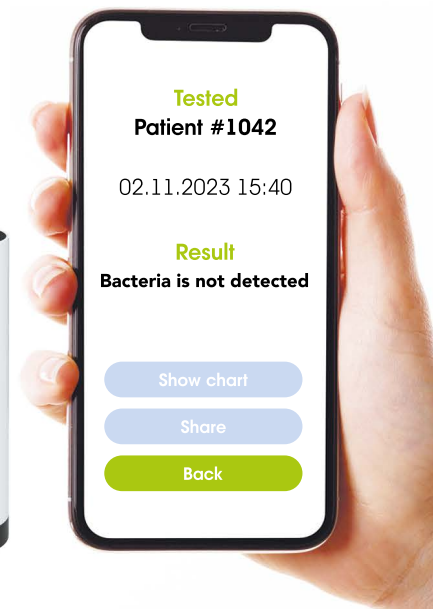 Tested
Patient #1042
02.11.2023 15:40
Result
Bacteria is not detected
Show chart
Share
Back